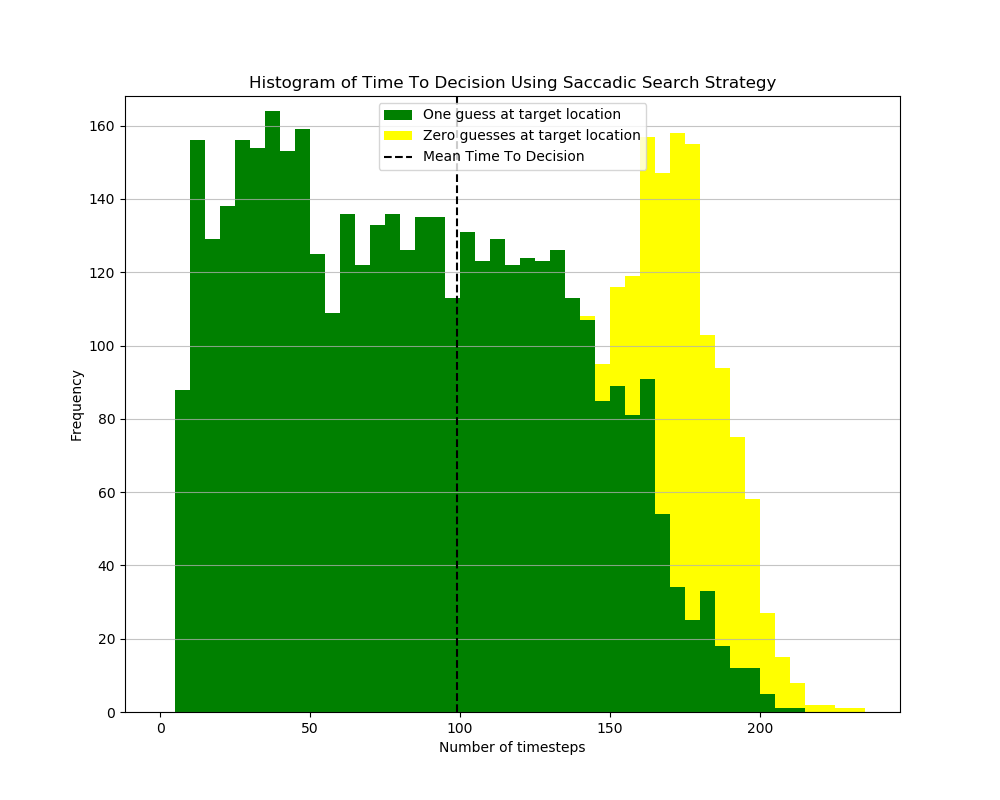 Histogram of Time To Decision Using Saccadic Search Strategy
One guess at target location
Zero guesses at target location
Mean Time To Decision
Frequency
160
140
120
100
80
60
40
20
0
0 50 100 150 200
Number of timesteps